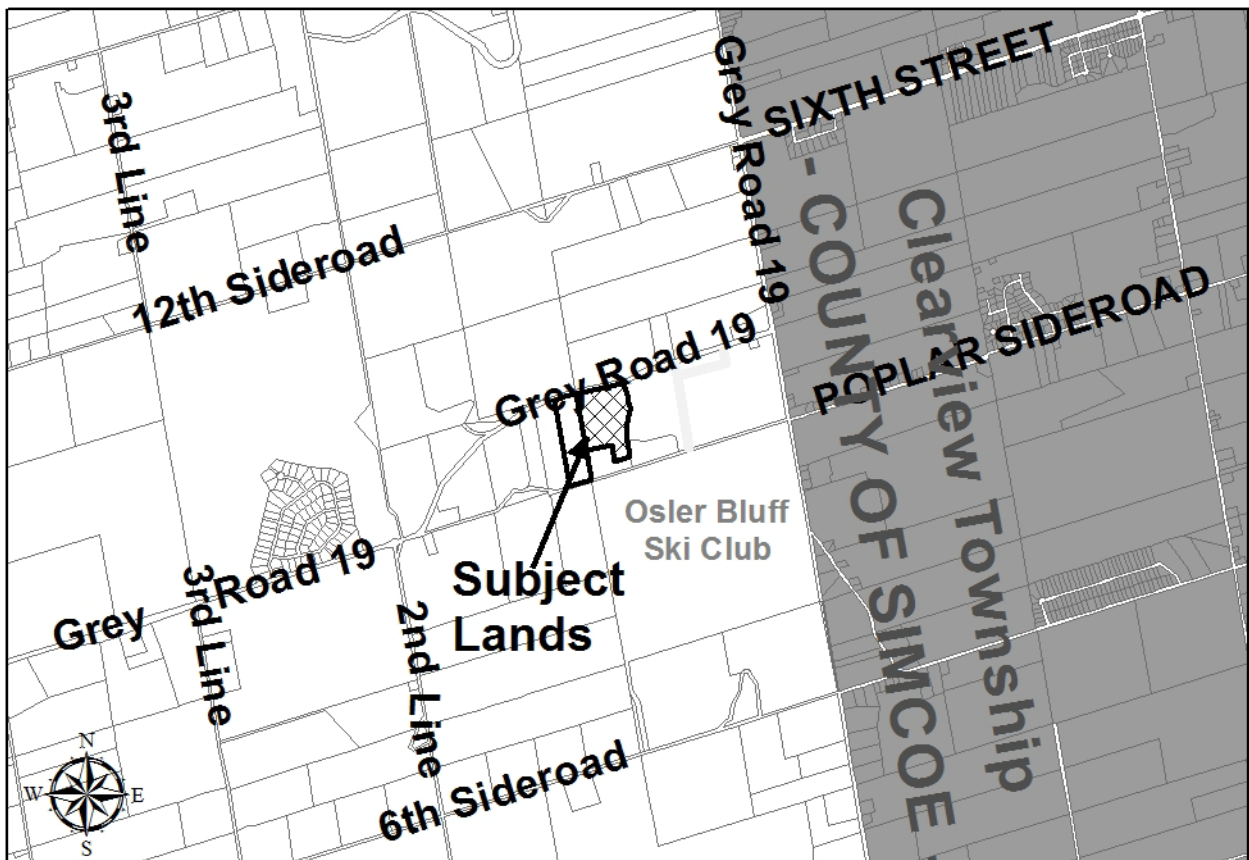 Grey Road 19
SIXTH STREET
3rd Line
12th Sideroad
- COUNTY OF SIMCOE -
Clearview Township
POPLAR SIDEROAD
Grey Road 19
Osler Bluff
Ski Club
Subject
Lands
Grey Road 19
3rd Line
2nd Line
6th Sideroad
N
W
E
S